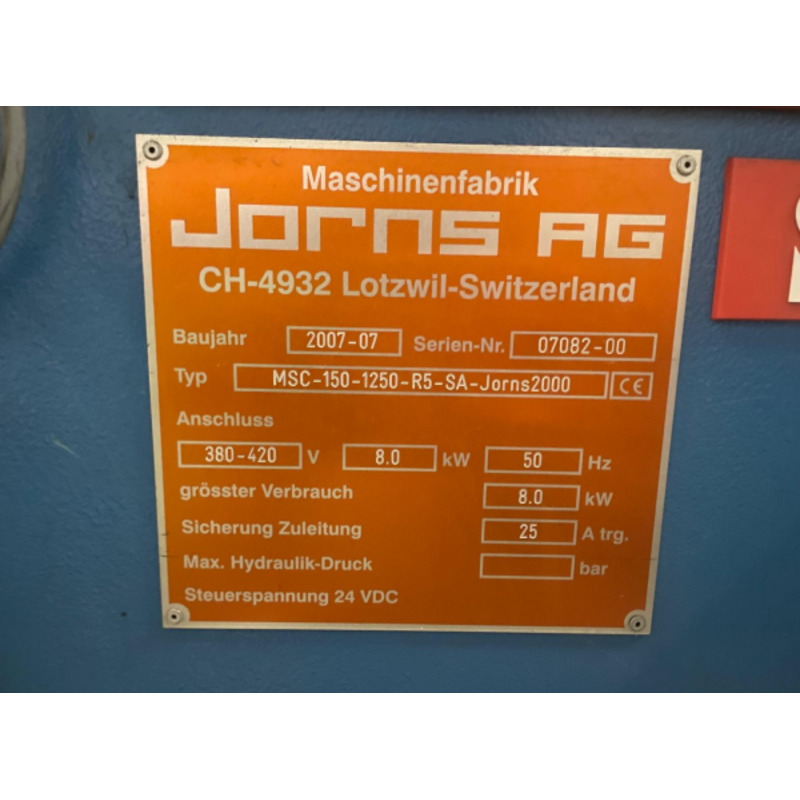 Maschinenfabrik
Jorns AG
CH-4932 Lotzwil-Switzerland
Baujahr 2007-07 Serien-Nr. 07082-00
Typ MSC-150-1250-R5-SA-Jorns2000 CE
Anschluss
380-420 V 8.0 kW 50 Hz
grösster Verbrauch 8.0 kW
Sicherung Zuleitung 25 A trg.
Max. Hydraulik-Druck bar
Steuerspannung 24 VDC